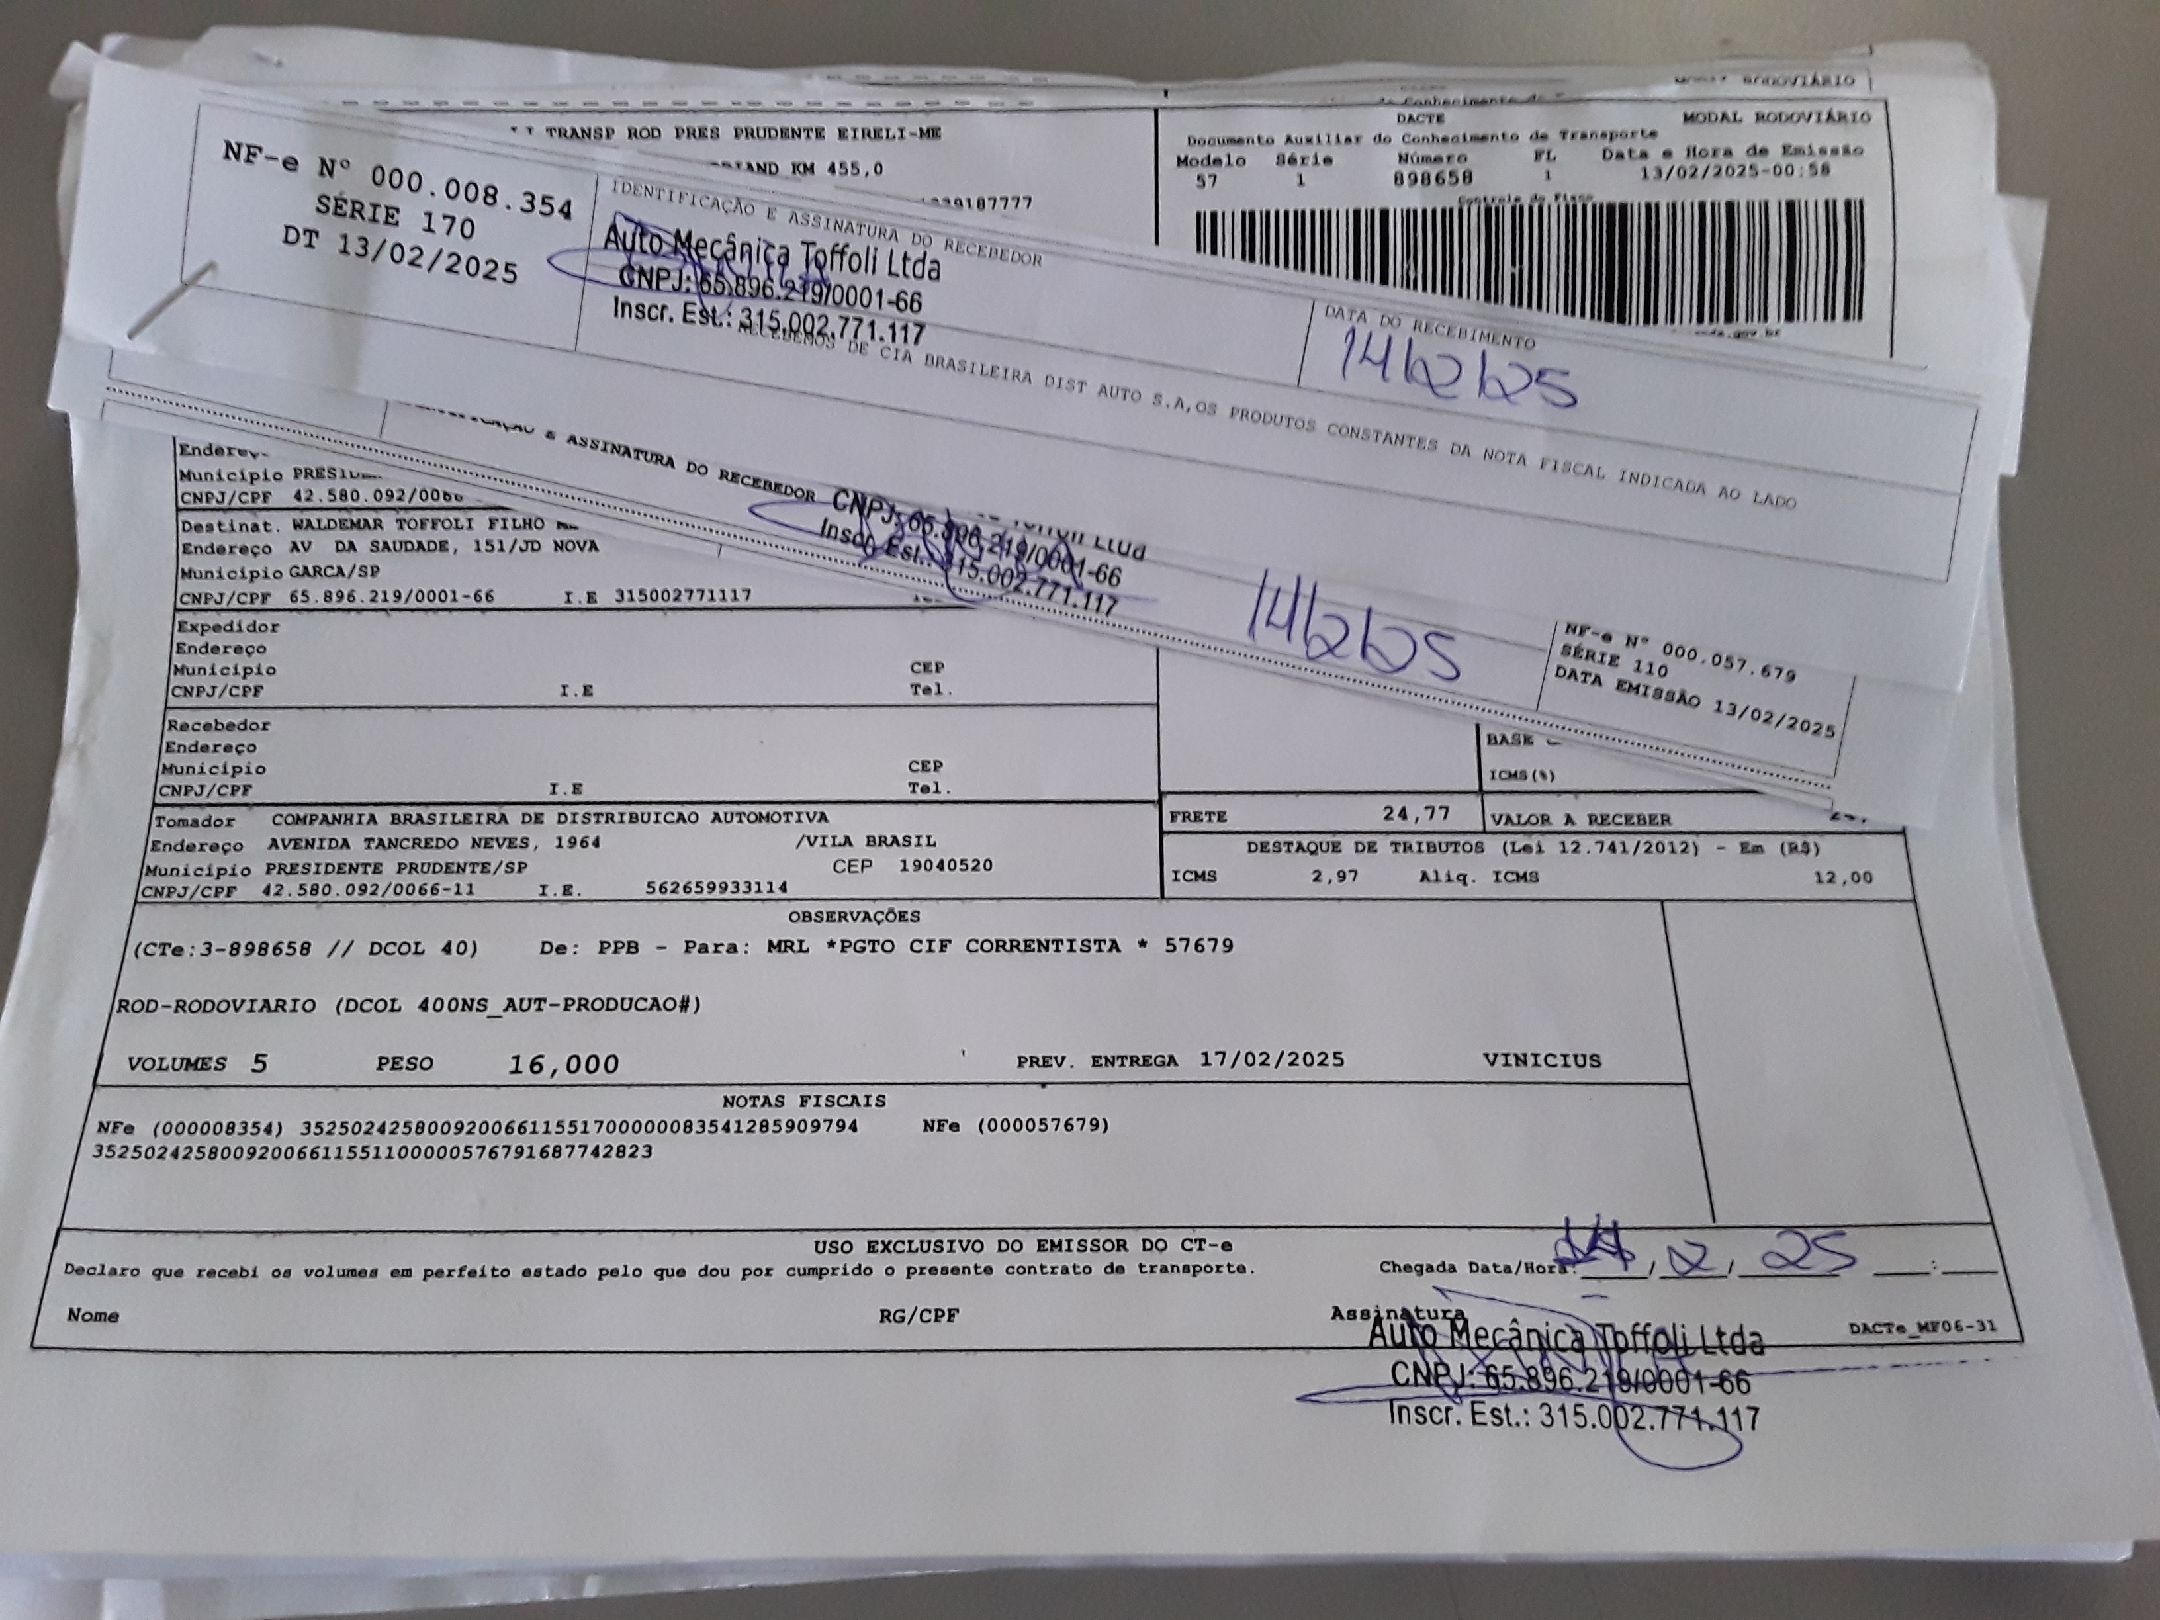 MODAL RODOVIÁRIO
TRANSP ROD PRES PRUDENTE EIRELI-ME
KM 455,0
DACTE
MODAL RODOVIÁRIO
Documento Auxiliar do Conhecimento de Transporte
Modelo Série Número FL Data e Hora de Emissão
57 1 898658 1 13/02/2025-00:58
Controle do Fisco
NF-e Nº 000.008.354
SÉRIE 170
DT 13/02/2025
IDENTIFICAÇÃO E ASSINATURA DO RECEBEDOR
Auto Mecânica Toffoli Ltda
CNPJ: 65.896.219/0001-66
Inscr. Est.: 315.002.771.117
DATA DO RECEBIMENTO
14/2/25
RECEBEMOS DE CIA BRASILEIRA DIST AUTO S.A,OS PRODUTOS CONSTANTES DA NOTA FISCAL INDICADA AO LADO
E ASSINATURA DO RECEBEDOR
CNPJ: 65.896.219/0001-66
Inscr. Est.: 315.002.771.117
14/2/25
NF-e Nº 000.057.679
SÉRIE 110
DATA EMISSÃO 13/02/2025
Município
CNPJ/CPF 42.580.092/0066
Destinat. WALDEMAR TOFFOLI FILHO
Endereço AV DA SAUDADE, 151/JD NOVA
Município GARCA/SP
CNPJ/CPF 65.896.219/0001-66 I.E 315002771117
Expedidor
Endereço
Município CEP
CNPJ/CPF I.E Tel.
Recebedor
Endereço
Município CEP
CNPJ/CPF I.E Tel.
BASE
ICMS(%)
Tomador COMPANHIA BRASILEIRA DE DISTRIBUICAO AUTOMOTIVA
Endereço AVENIDA TANCREDO NEVES, 1964 /VILA BRASIL
Município PRESIDENTE PRUDENTE/SP CEP 19040520
CNPJ/CPF 42.580.092/0066-11 I.E. 562659933114
FRETE 24,77 VALOR A RECEBER
DESTAQUE DE TRIBUTOS (Lei 12.741/2012) - Em (R$)
ICMS 2,97 Aliq. ICMS 12,00
OBSERVAÇÕES
(CTe:3-898658 // DCOL 40) De: PPB - Para: MRL *PGTO CIF CORRENTISTA * 57679
ROD-RODOVIARIO (DCOL 400NS_AUT-PRODUCAO#)
VOLUMES 5 PESO 16,000 PREV. ENTREGA 17/02/2025 VINICIUS
NOTAS FISCAIS
NFe (000008354) 35250242580092006611551700000083541285909794 NFe (000057679)
35250242580092006611551100000576791687742823
USO EXCLUSIVO DO EMISSOR DO CT-e
Declaro que recebi os volumes em perfeito estado pelo que dou por cumprido o presente contrato de transporte.
Chegada Data/Hora: 14/2/25 :
Nome RG/CPF Assinatura
DACTe_MF06-31
Auto Mecânica Toffoli Ltda
CNPJ: 65.896.219/0001-66
Inscr. Est.: 315.002.771.117